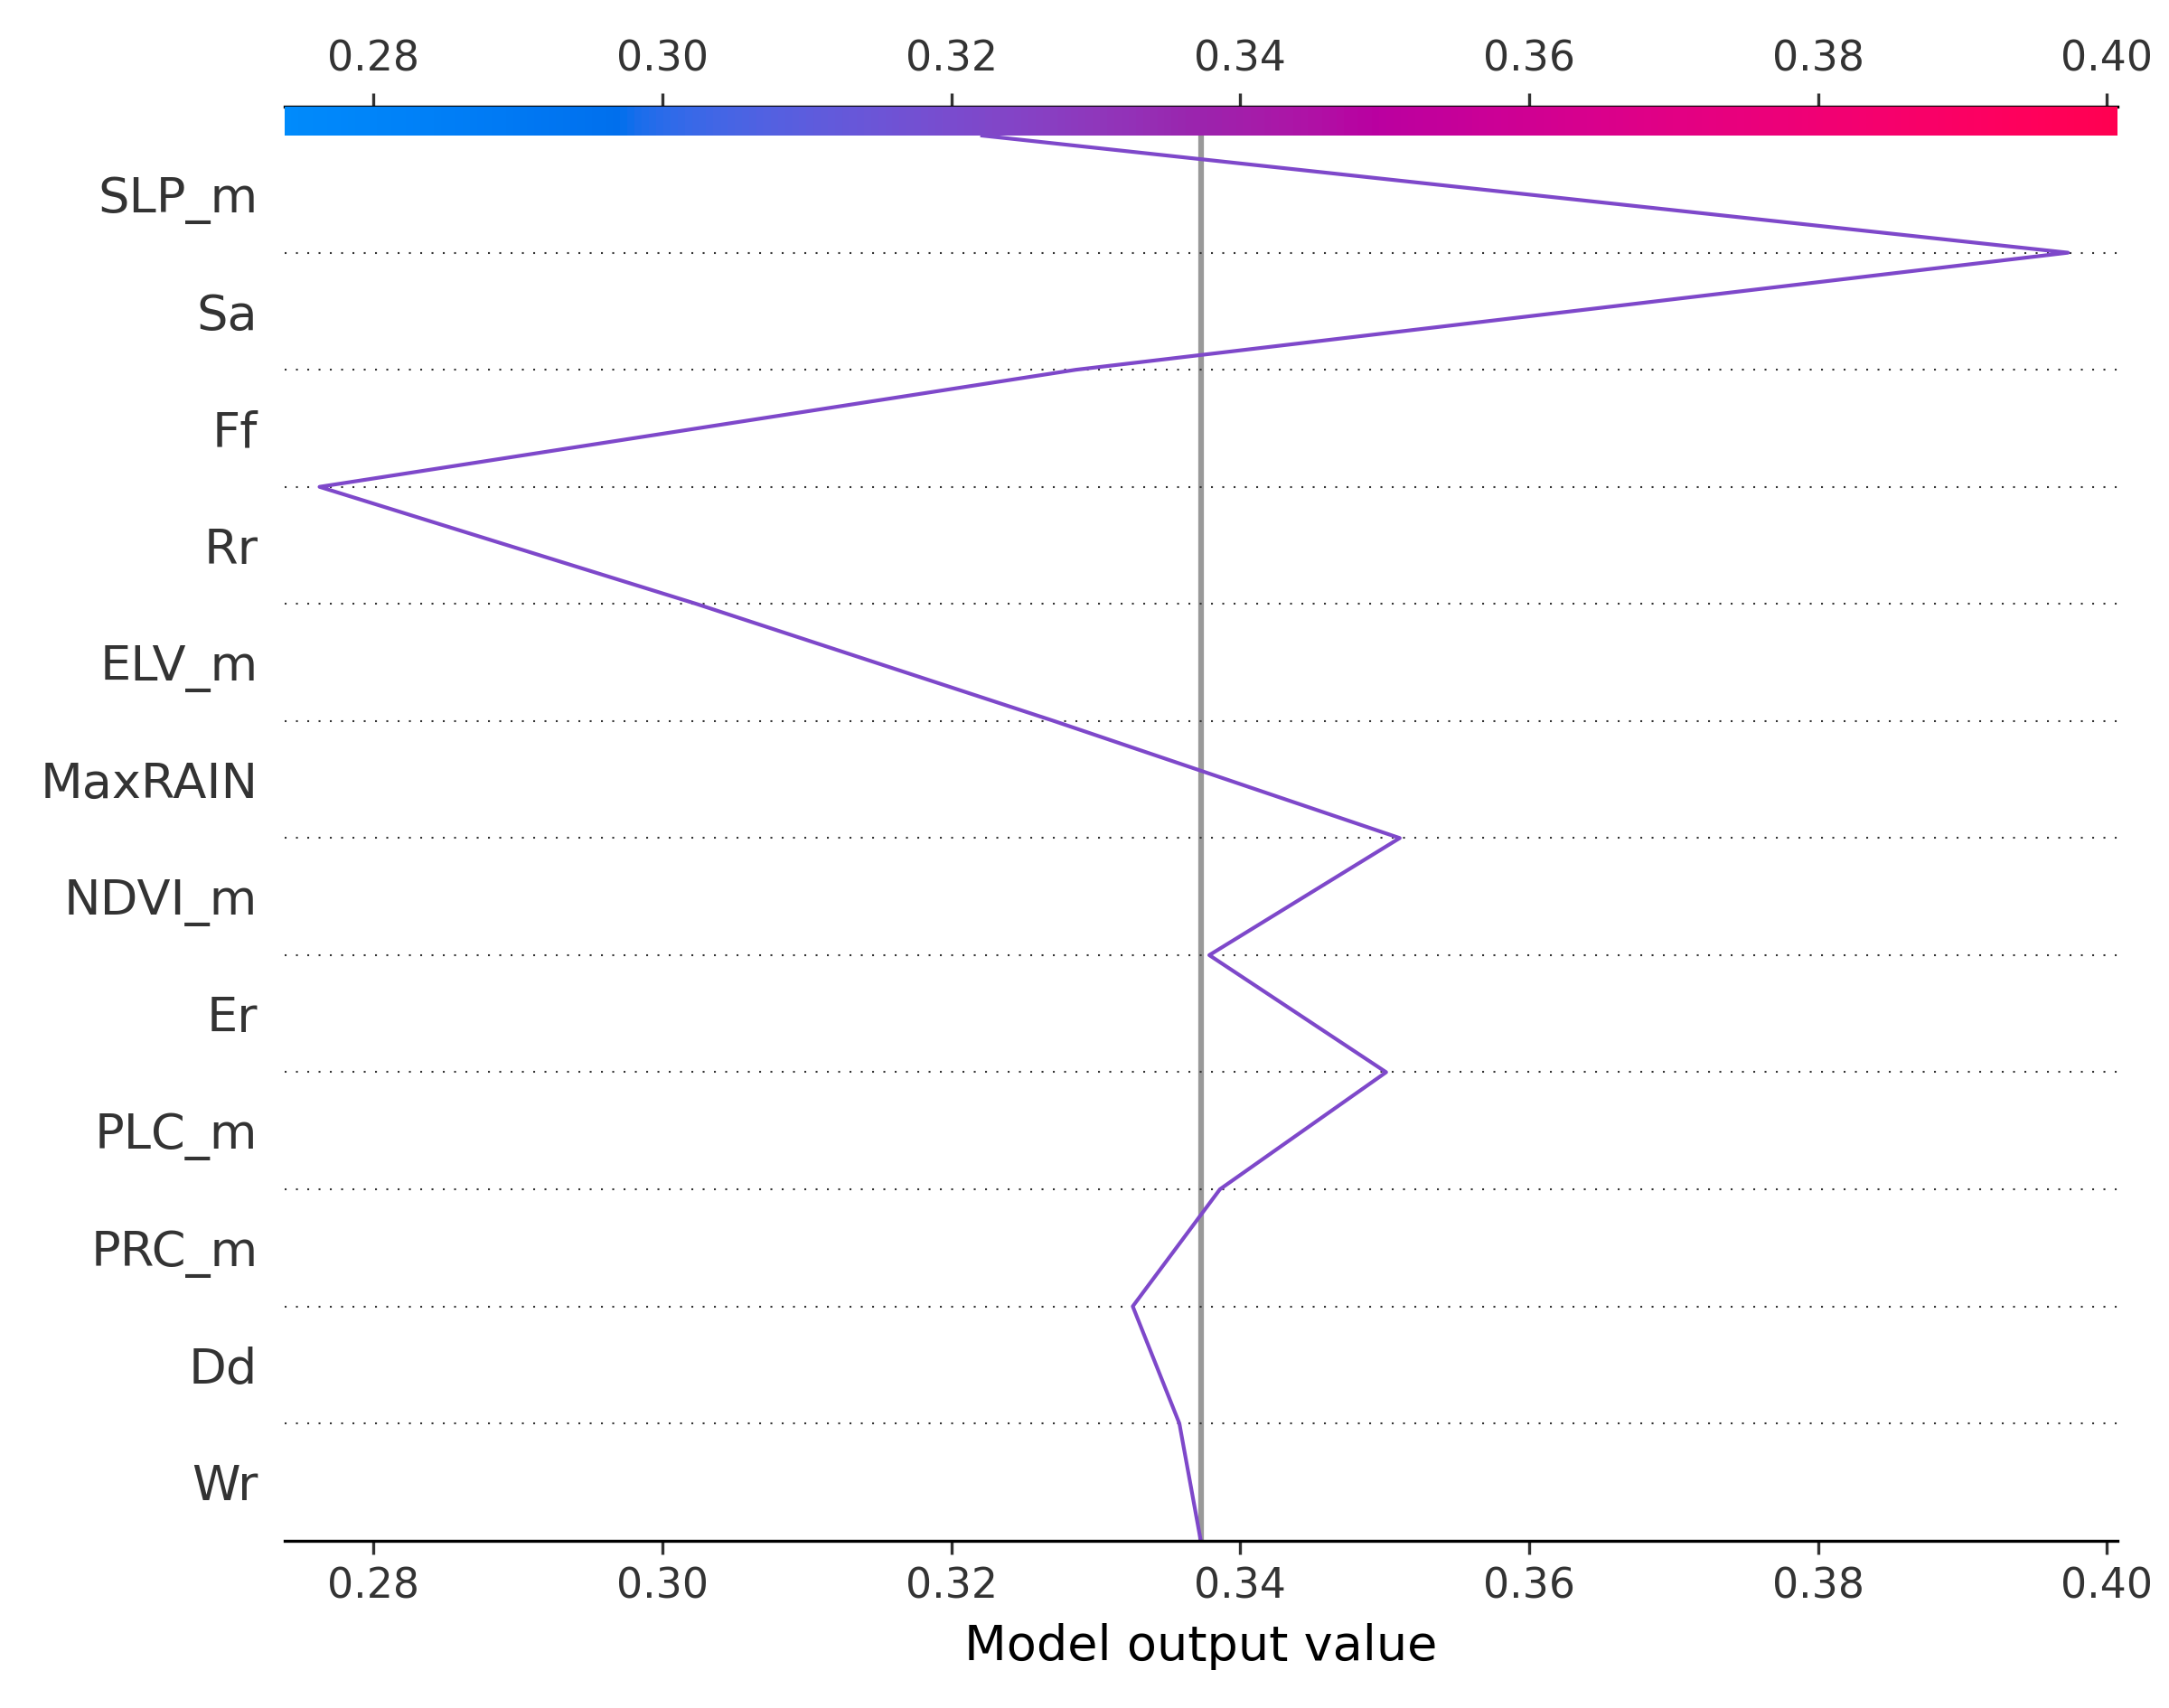 0.28 0.30 0.32 0.34 0.36 0.38 0.40
SLP_m
Sa
Ff
Rr
ELV_m
MaxRAIN
NDVI_m
Er
PLC_m
PRC_m
Dd
Wr
0.28 0.30 0.32 0.34 0.36 0.38 0.40
Model output value